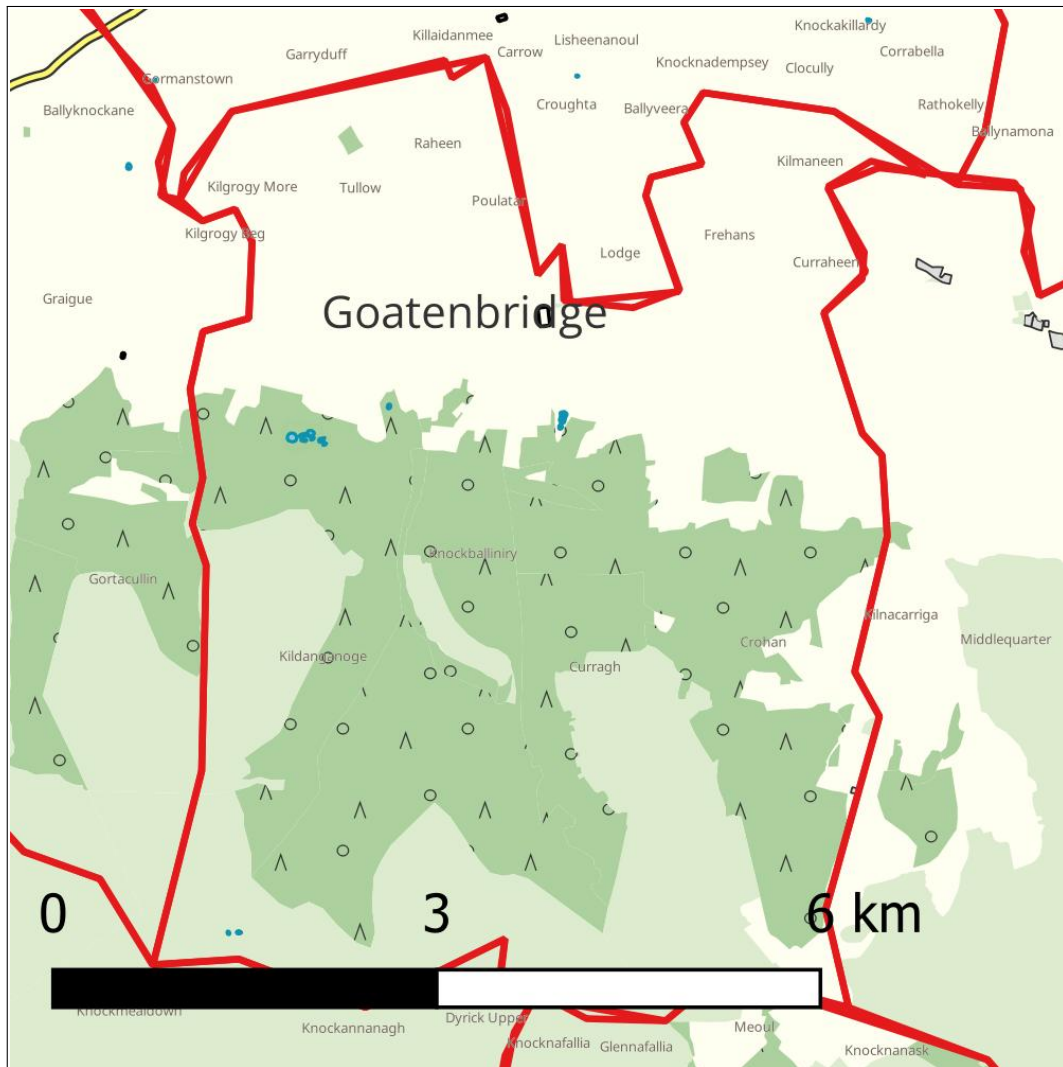 Knockakillardy
Killaidanmee
Lisheenanoul
Garryduff
Carrow
Corrabella
Knocknadempsey
Clocully
Gormanstown
Croughta
Ballyveera
Rathokelly
Ballyknockane
Ballynamona
Raheen
Kilmaneen
Kilgrogy More
Tullow
Poulatar
Kilgrogy Beg
Frehans
Lodge
Curraheen
Graigue
Goatenbridge
Knockballiniry
Gortacullin
Kilnacarriga
Middlequarter
Crohan
Kildanganoge
Curragh
0 3 6 km
Knockmealdown
Dyrick Upper
Knockannanagh
Meoul
Knocknafallia
Glennafallia
Knocknanask